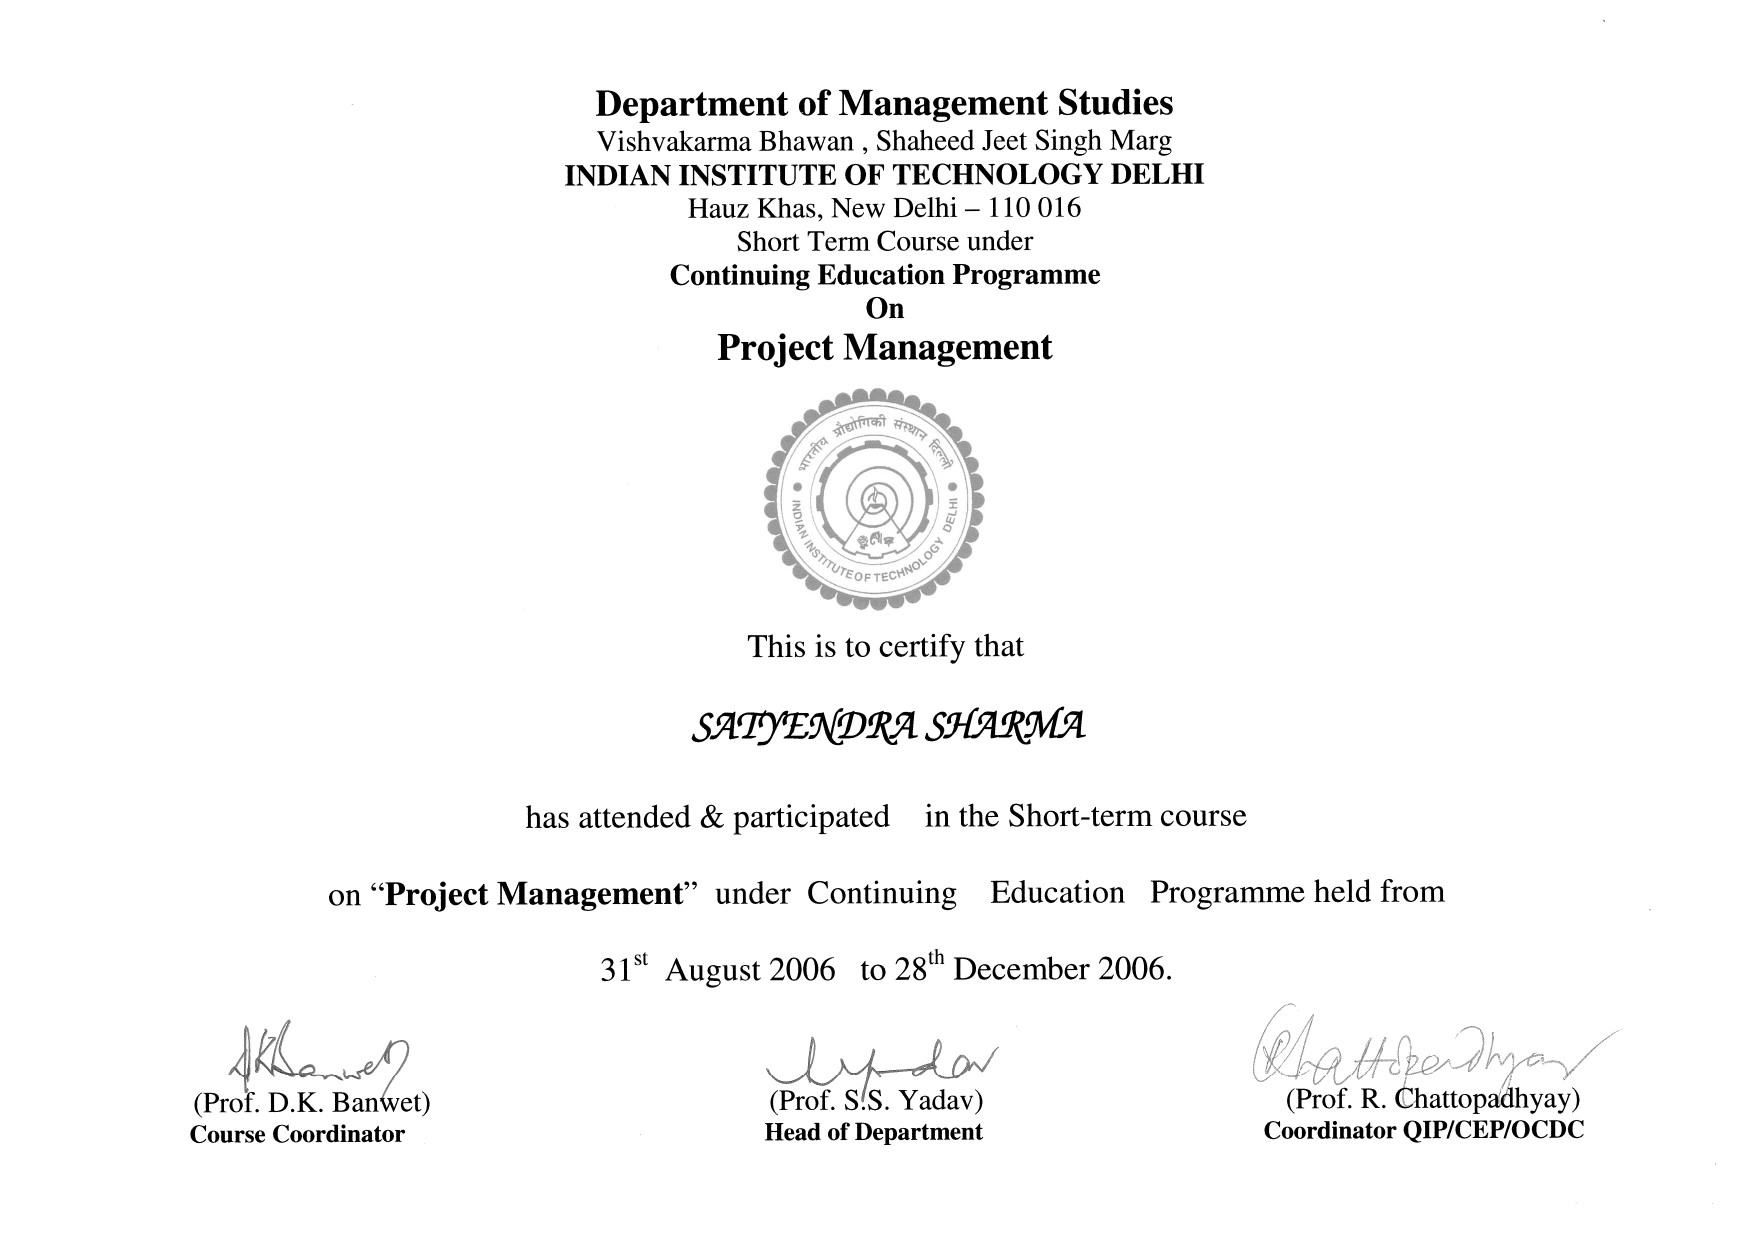 Department of Management Studies
Vishvakarma Bhawan , Shaheed Jeet Singh Marg
INDIAN INSTITUTE OF TECHNOLOGY DELHI
Hauz Khas, New Delhi – 110 016
Short Term Course under
Continuing Education Programme
On
Project Management
भारतीय प्रौद्योगिकी संस्थान दिल्ली
INDIAN INSTITUTE OF TECHNOLOGY DELHI
This is to certify that
SATYENDRA SHARMA
has attended & participated in the Short-term course
on “Project Management” under Continuing Education Programme held from
31st August 2006 to 28th December 2006.
DKBanwet
Chattopadhyay
(Prof. D.K. Banwet) (Prof. S.S. Yadav) (Prof. R. Chattopadhyay)
Course Coordinator Head of Department Coordinator QIP/CEP/OCDC